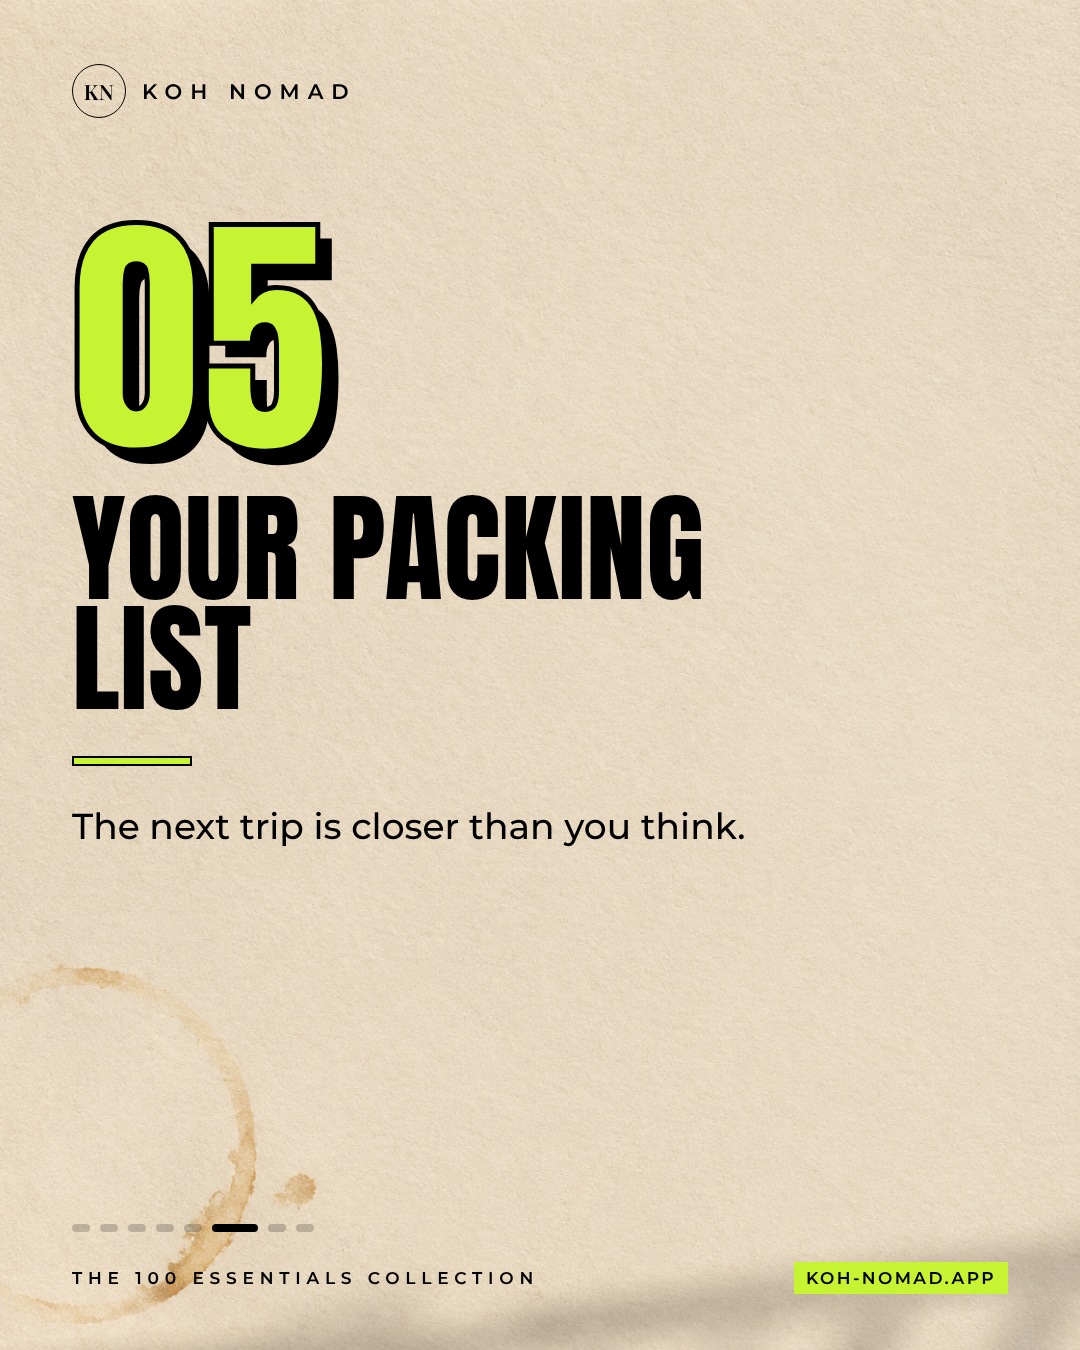 KN KOH NOMAD
05
YOUR PACKING
LIST
The next trip is closer than you think.
THE 100 ESSENTIALS COLLECTION
KOH-NOMAD.APP